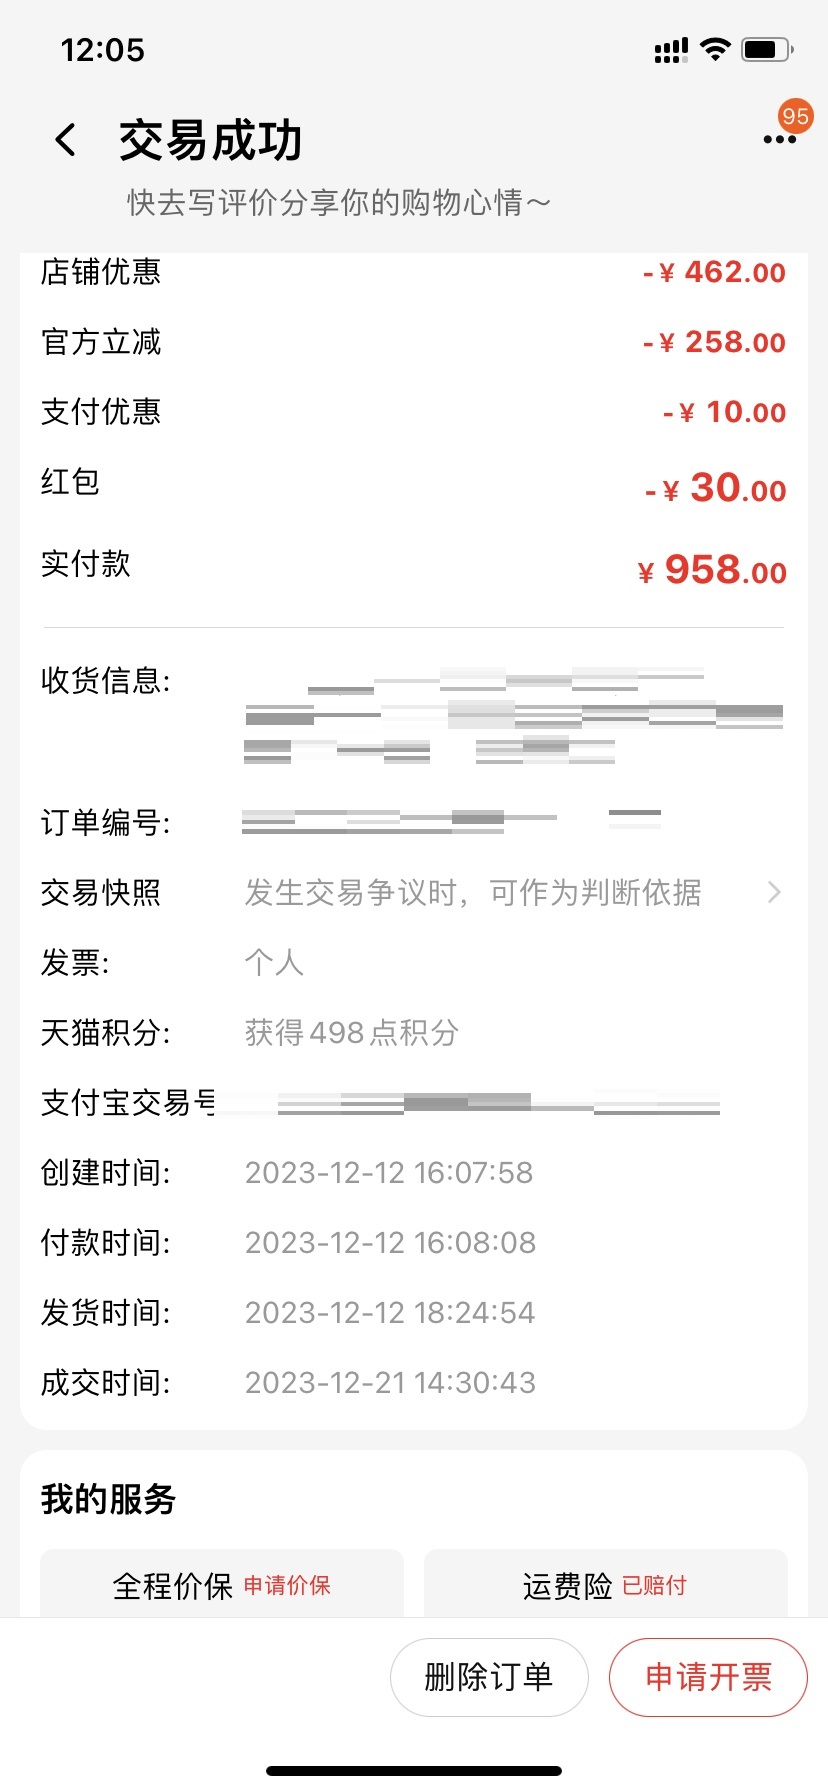 12:05
95
交易成功
快去写评价分享你的购物心情～
店铺优惠 -¥ 462.00
官方立减 -¥ 258.00
支付优惠 -¥ 10.00
红包 -¥ 30.00
实付款 ¥ 958.00
收货信息:
订单编号:
交易快照 发生交易争议时，可作为判断依据
发票: 个人
天猫积分: 获得498点积分
支付宝交易号
创建时间: 2023-12-12 16:07:58
付款时间: 2023-12-12 16:08:08
发货时间: 2023-12-12 18:24:54
成交时间: 2023-12-21 14:30:43
我的服务
全程价保 申请价保 运费险 已赔付
删除订单 申请开票